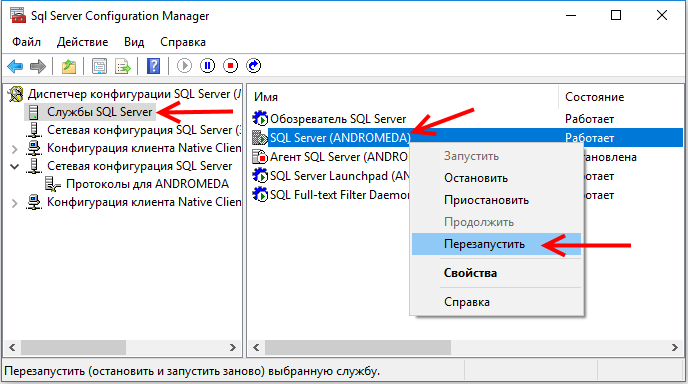 Sql Server Configuration Manager
Файл Действие Вид Справка
Диспетчер конфигурации SQL Server (
Службы SQL Server
Сетевая конфигурация SQL Server (
Конфигурация клиента Native Clien
Сетевая конфигурация SQL Server
Протоколы для ANDROMEDA
Конфигурация клиента Native Clien
Имя Состояние
Обозреватель SQL Server Работает
SQL Server (ANDROMEDA) Работает
Агент SQL Server (ANDRO тановлена
SQL Server Launchpad (AN ботает
SQL Full-text Filter Daemo ботает
Запустить
Остановить
Приостановить
Продолжить
Перезапустить
Свойства
Справка
Перезапустить (остановить и запустить заново) выбранную службу.